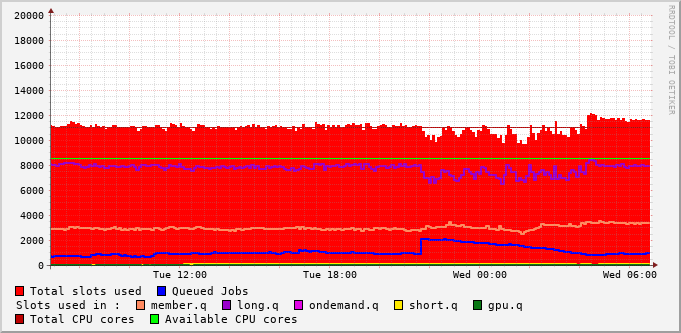 RRDTOOL / TOBI OETIKER
20000
18000
16000
14000
12000
10000
8000
6000
4000
2000
0
Tue 12:00 Tue 18:00 Wed 00:00 Wed 06:00
Total slots used Queued Jobs
Slots used in : member.q long.q ondemand.q short.q gpu.q
Total CPU cores Available CPU cores